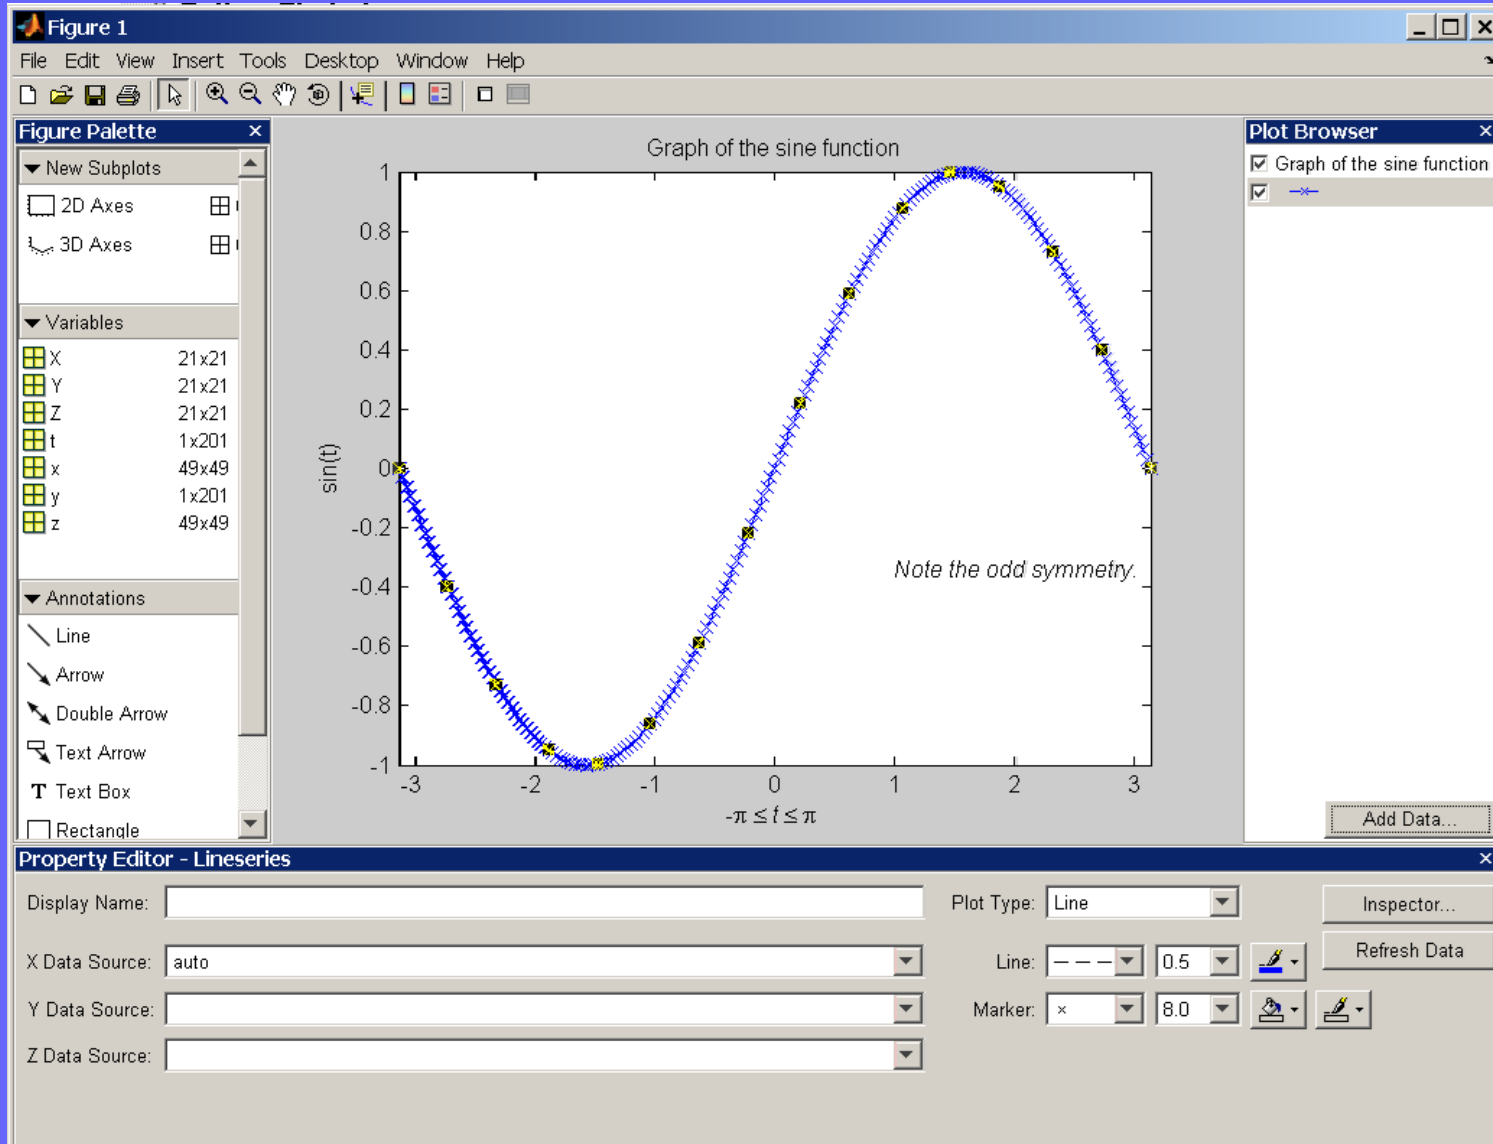 Figure 1
File Edit View Insert Tools Desktop Window Help
Figure Palette
New Subplots
2D Axes
3D Axes
Variables
X 21x21
Y 21x21
Z 21x21
t 1x201
x 49x49
y 1x201
z 49x49
Annotations
Line
Arrow
Double Arrow
Text Arrow
T Text Box
Rectangle
Graph of the sine function
1
0.8
0.6
0.4
0.2
0
-0.2
-0.4
-0.6
-0.8
-1
sin(t)
Note the odd symmetry.
-3 -2 -1 0 1 2 3
-π ≤ t ≤ π
Plot Browser
Graph of the sine function
Add Data...
Property Editor - Lineseries
Display Name:
Plot Type: Line
Inspector...
X Data Source: auto
Line: 0.5
Refresh Data
Y Data Source:
Marker: × 8.0
Z Data Source: